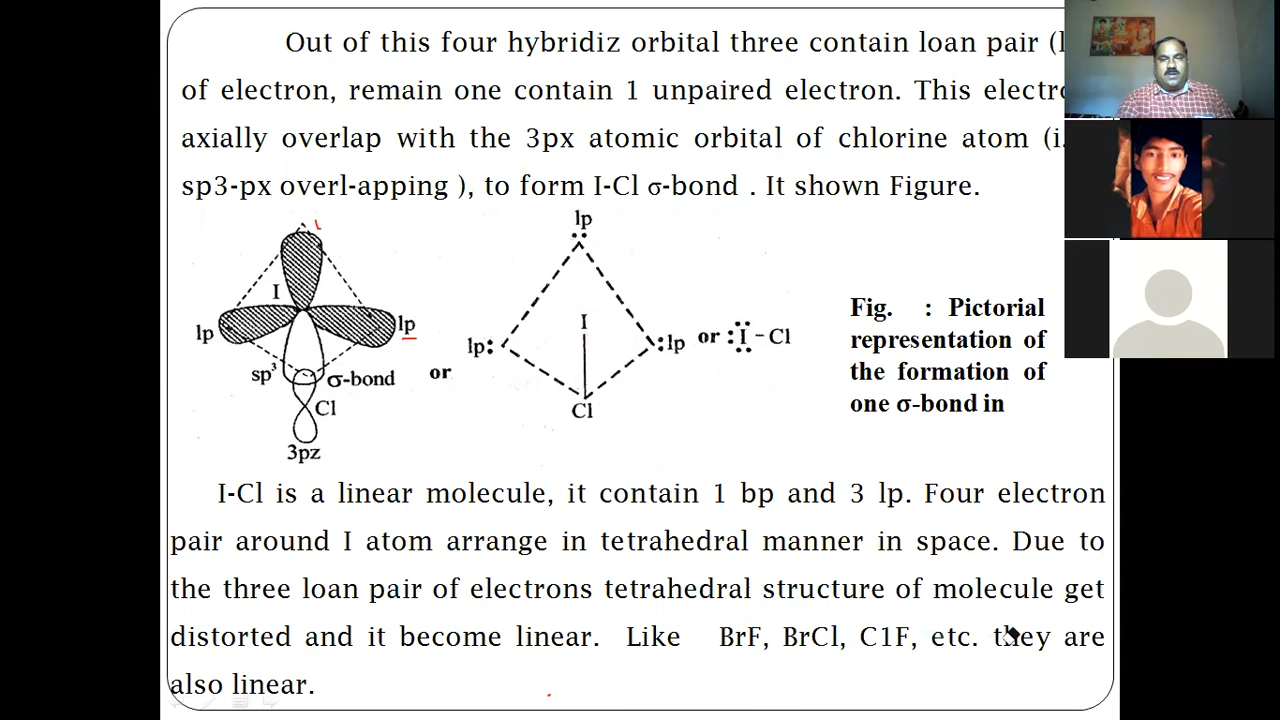 Out of this four hybridiz orbital three contain loan pair (l
of electron, remain one contain 1 unpaired electron. This electro
axially overlap with the 3px atomic orbital of chlorine atom (i.
sp3-px overl-apping ), to form I-Cl σ-bond . It shown Figure.
I
lp
lp
sp³
σ-bond
Cl
3pz
or
lp
I
lp:
:lp
Cl
or :I - Cl
Fig. : Pictorial
representation of
the formation of
one σ-bond in
I-Cl is a linear molecule, it contain 1 bp and 3 lp. Four electron
pair around I atom arrange in tetrahedral manner in space. Due to
the three loan pair of electrons tetrahedral structure of molecule get
distorted and it become linear. Like BrF, BrCl, C1F, etc. they are
also linear.